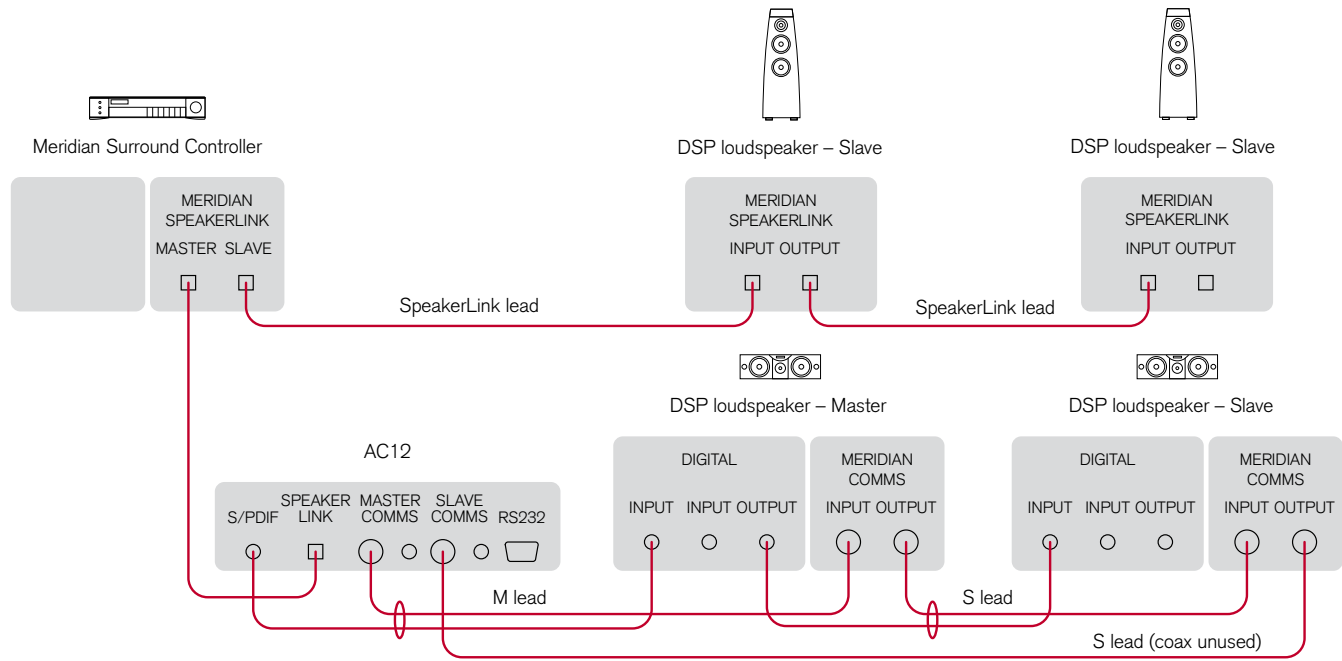 Meridian Surround Controller
DSP loudspeaker – Slave
DSP loudspeaker – Slave
MERIDIAN
SPEAKERLINK
MASTER SLAVE
MERIDIAN
SPEAKERLINK
INPUT OUTPUT
MERIDIAN
SPEAKERLINK
INPUT OUTPUT
SpeakerLink lead
SpeakerLink lead
DSP loudspeaker – Master
DSP loudspeaker – Slave
AC12
S/PDIF
SPEAKER
LINK
MASTER
COMMS
SLAVE
COMMS
RS232
DIGITAL
INPUT
INPUT OUTPUT
MERIDIAN
COMMS
INPUT OUTPUT
DIGITAL
INPUT
INPUT OUTPUT
MERIDIAN
COMMS
INPUT OUTPUT
M lead
S lead
S lead (coax unused)